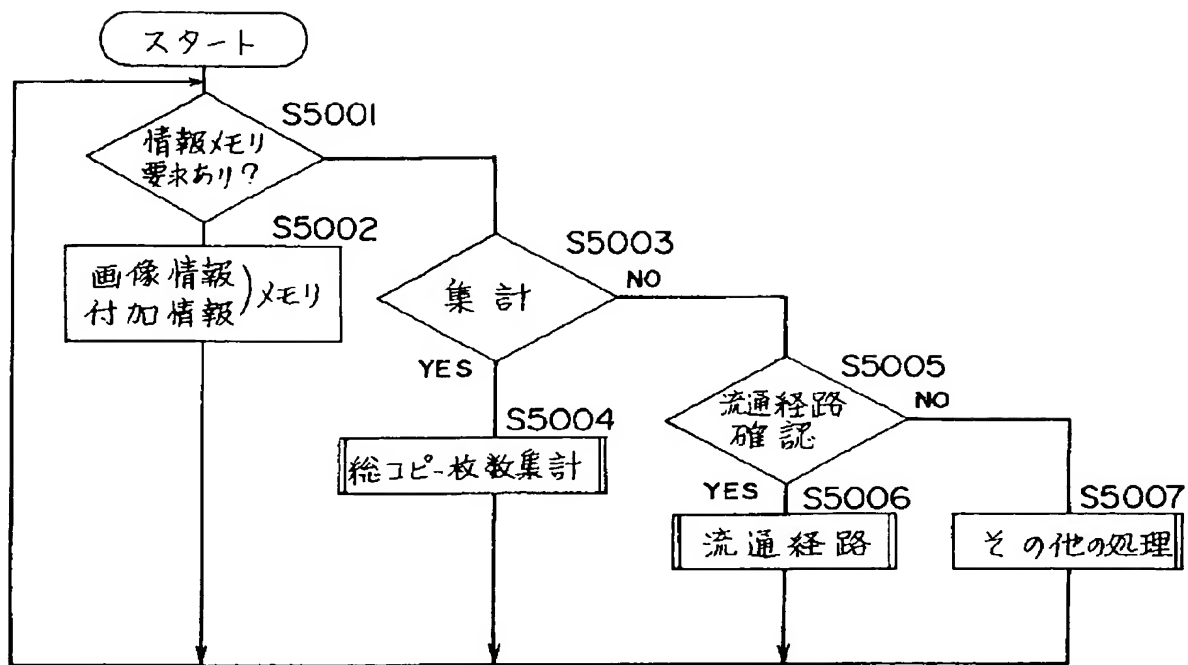 スタート
S5001
情報メモリ
要求あり?
S5002
画像情報
付加情報
)メモリ
S5003
集計
NO
YES
S5004
総コピー枚数集計
S5005
流通経路
確認
NO
YES
S5006
流通経路
S5007
その他の処理